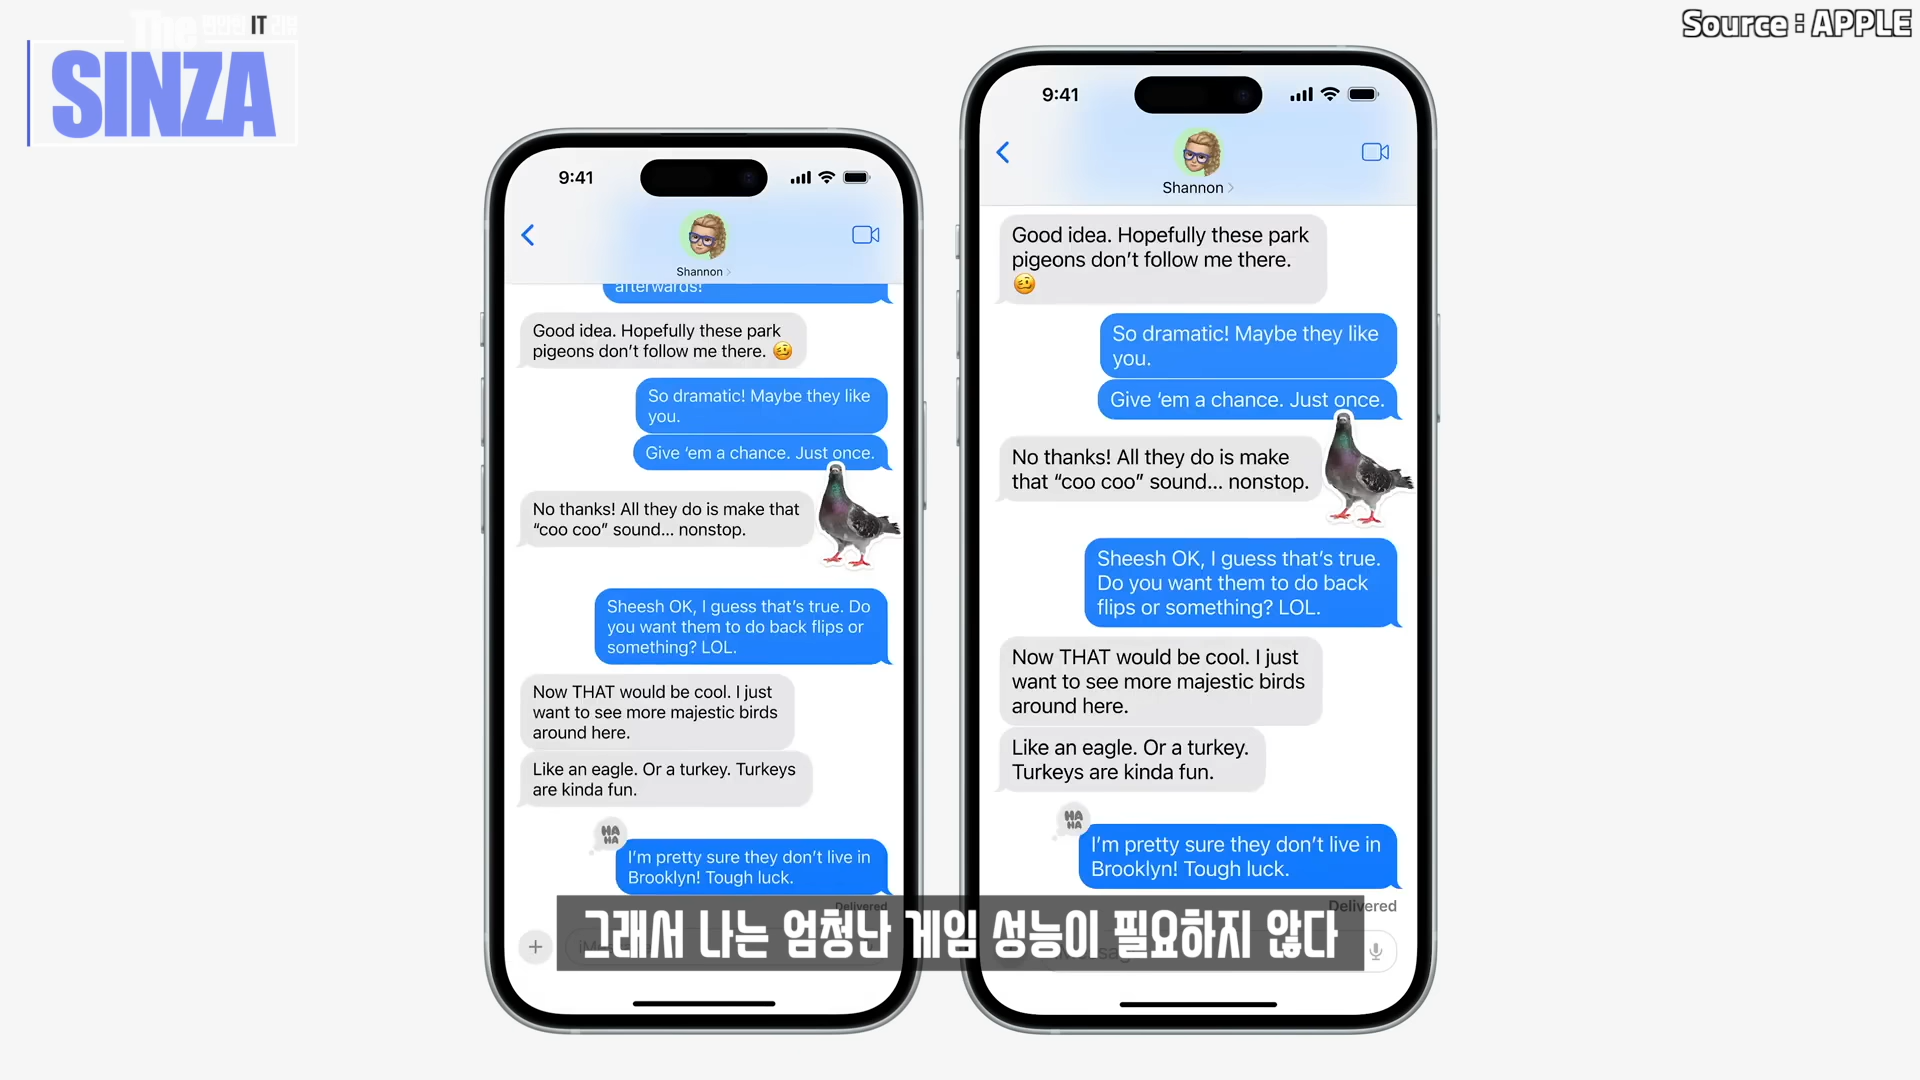 The 편안한 IT 리뷰
SINZA
Source : APPLE
9:41
Shannon
afterwards!
Good idea. Hopefully these park
pigeons don’t follow me there. 🥴
So dramatic! Maybe they like
you.
Give ‘em a chance. Just once.
No thanks! All they do is make that
“coo coo” sound... nonstop.
Sheesh OK, I guess that’s true. Do
you want them to do back flips or
something? LOL.
Now THAT would be cool. I just
want to see more majestic birds
around here.
Like an eagle. Or a turkey. Turkeys
are kinda fun.
HA
HA
I’m pretty sure they don’t live in
Brooklyn! Tough luck.
Delivered
9:41
Shannon
Good idea. Hopefully these park
pigeons don’t follow me there.
🥴
So dramatic! Maybe they like
you.
Give ‘em a chance. Just once.
No thanks! All they do is make
that “coo coo” sound... nonstop.
Sheesh OK, I guess that’s true.
Do you want them to do back
flips or something? LOL.
Now THAT would be cool. I just
want to see more majestic birds
around here.
Like an eagle. Or a turkey.
Turkeys are kinda fun.
HA
HA
I’m pretty sure they don’t live in
Brooklyn! Tough luck.
Delivered
그래서 나는 엄청난 게임 성능이 필요하지 않다